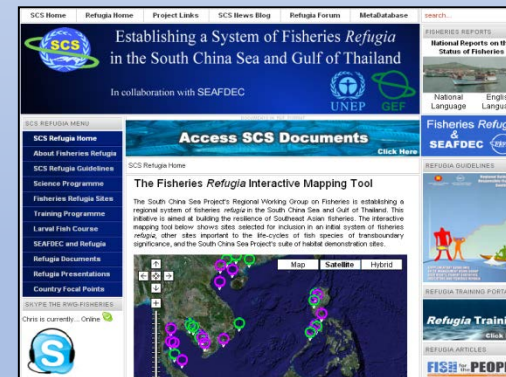 SCS Home Refugia Home Project Links SCS News Blog Refugia Forum MetaDatabase search...
SCS
Establishing a System of Fisheries Refugia
in the South China Sea and Gulf of Thailand
In collaboration with SEAFDEC
UNEP GEF
FISHERIES REPORTS
National Reports on th
Status of Fisheries
National Englis
Language Langua
Fisheries Refug
&
SEAFDEC
REFUGIA GUIDELINES
REFUGIA TRAINING PORTA
Refugia Traini
Click
REFUGIA ARTICLES
FISH for the PEOPL
SCS REFUGIA MENU
SCS Refugia Home
About Fisheries Refugia
SCS Refugia Guidelines
Science Programme
Fisheries Refugia Sites
Training Programme
Larval Fish Course
SEAFDEC and Refugia
Refugia Documents
Refugia Presentations
Country Focal Points
SKYPE THE RWG-FISHERIES
Chris is currently... Online
Access SCS Documents
Click Here
SCS Refugia Home
The Fisheries Refugia Interactive Mapping Tool
The South China Sea Project's Regional Working Group on Fisheries is establishing a
regional system of fisheries refugia in the South China Sea and Gulf of Thailand. This
initiative is aimed at building the resilience of Southeast Asian fisheries. The interactive
mapping tool below shows sites selected for inclusion in an initial system of fisheries
refugia, other sites important to the life-cycles of fish species of transboundary
significance, and the South China Sea Project's suite of habitat demonstration sites.
Map Satellite Hybrid